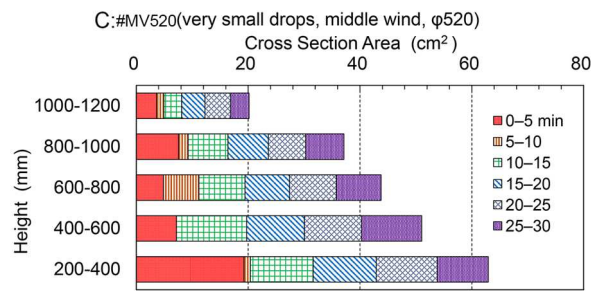 C:#MV520(very small drops, middle wind, φ520)
Cross Section Area (cm²)
0 20 40 60 80
1000-1200
800-1000
600-800
400-600
200-400
Height (mm)
0–5 min
5–10
10–15
15–20
20–25
25–30